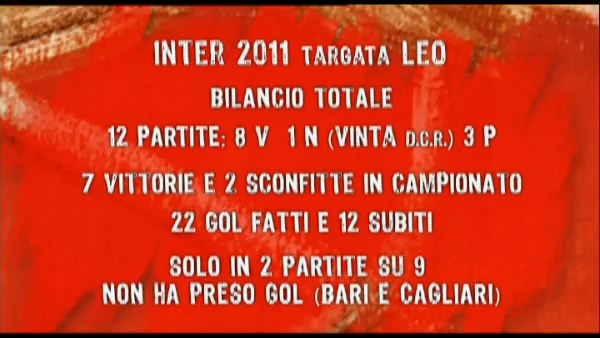 INTER 2011 TARGATA LEO
BILANCIO TOTALE
12 PARTITE: 8 V 1 N (VINTA D.C.R.) 3 P
7 VITTORIE E 2 SCONFITTE IN CAMPIONATO
22 GOL FATTI E 12 SUBITI
SOLO IN 2 PARTITE SU 9
NON HA PRESO GOL (BARI E CAGLIARI)